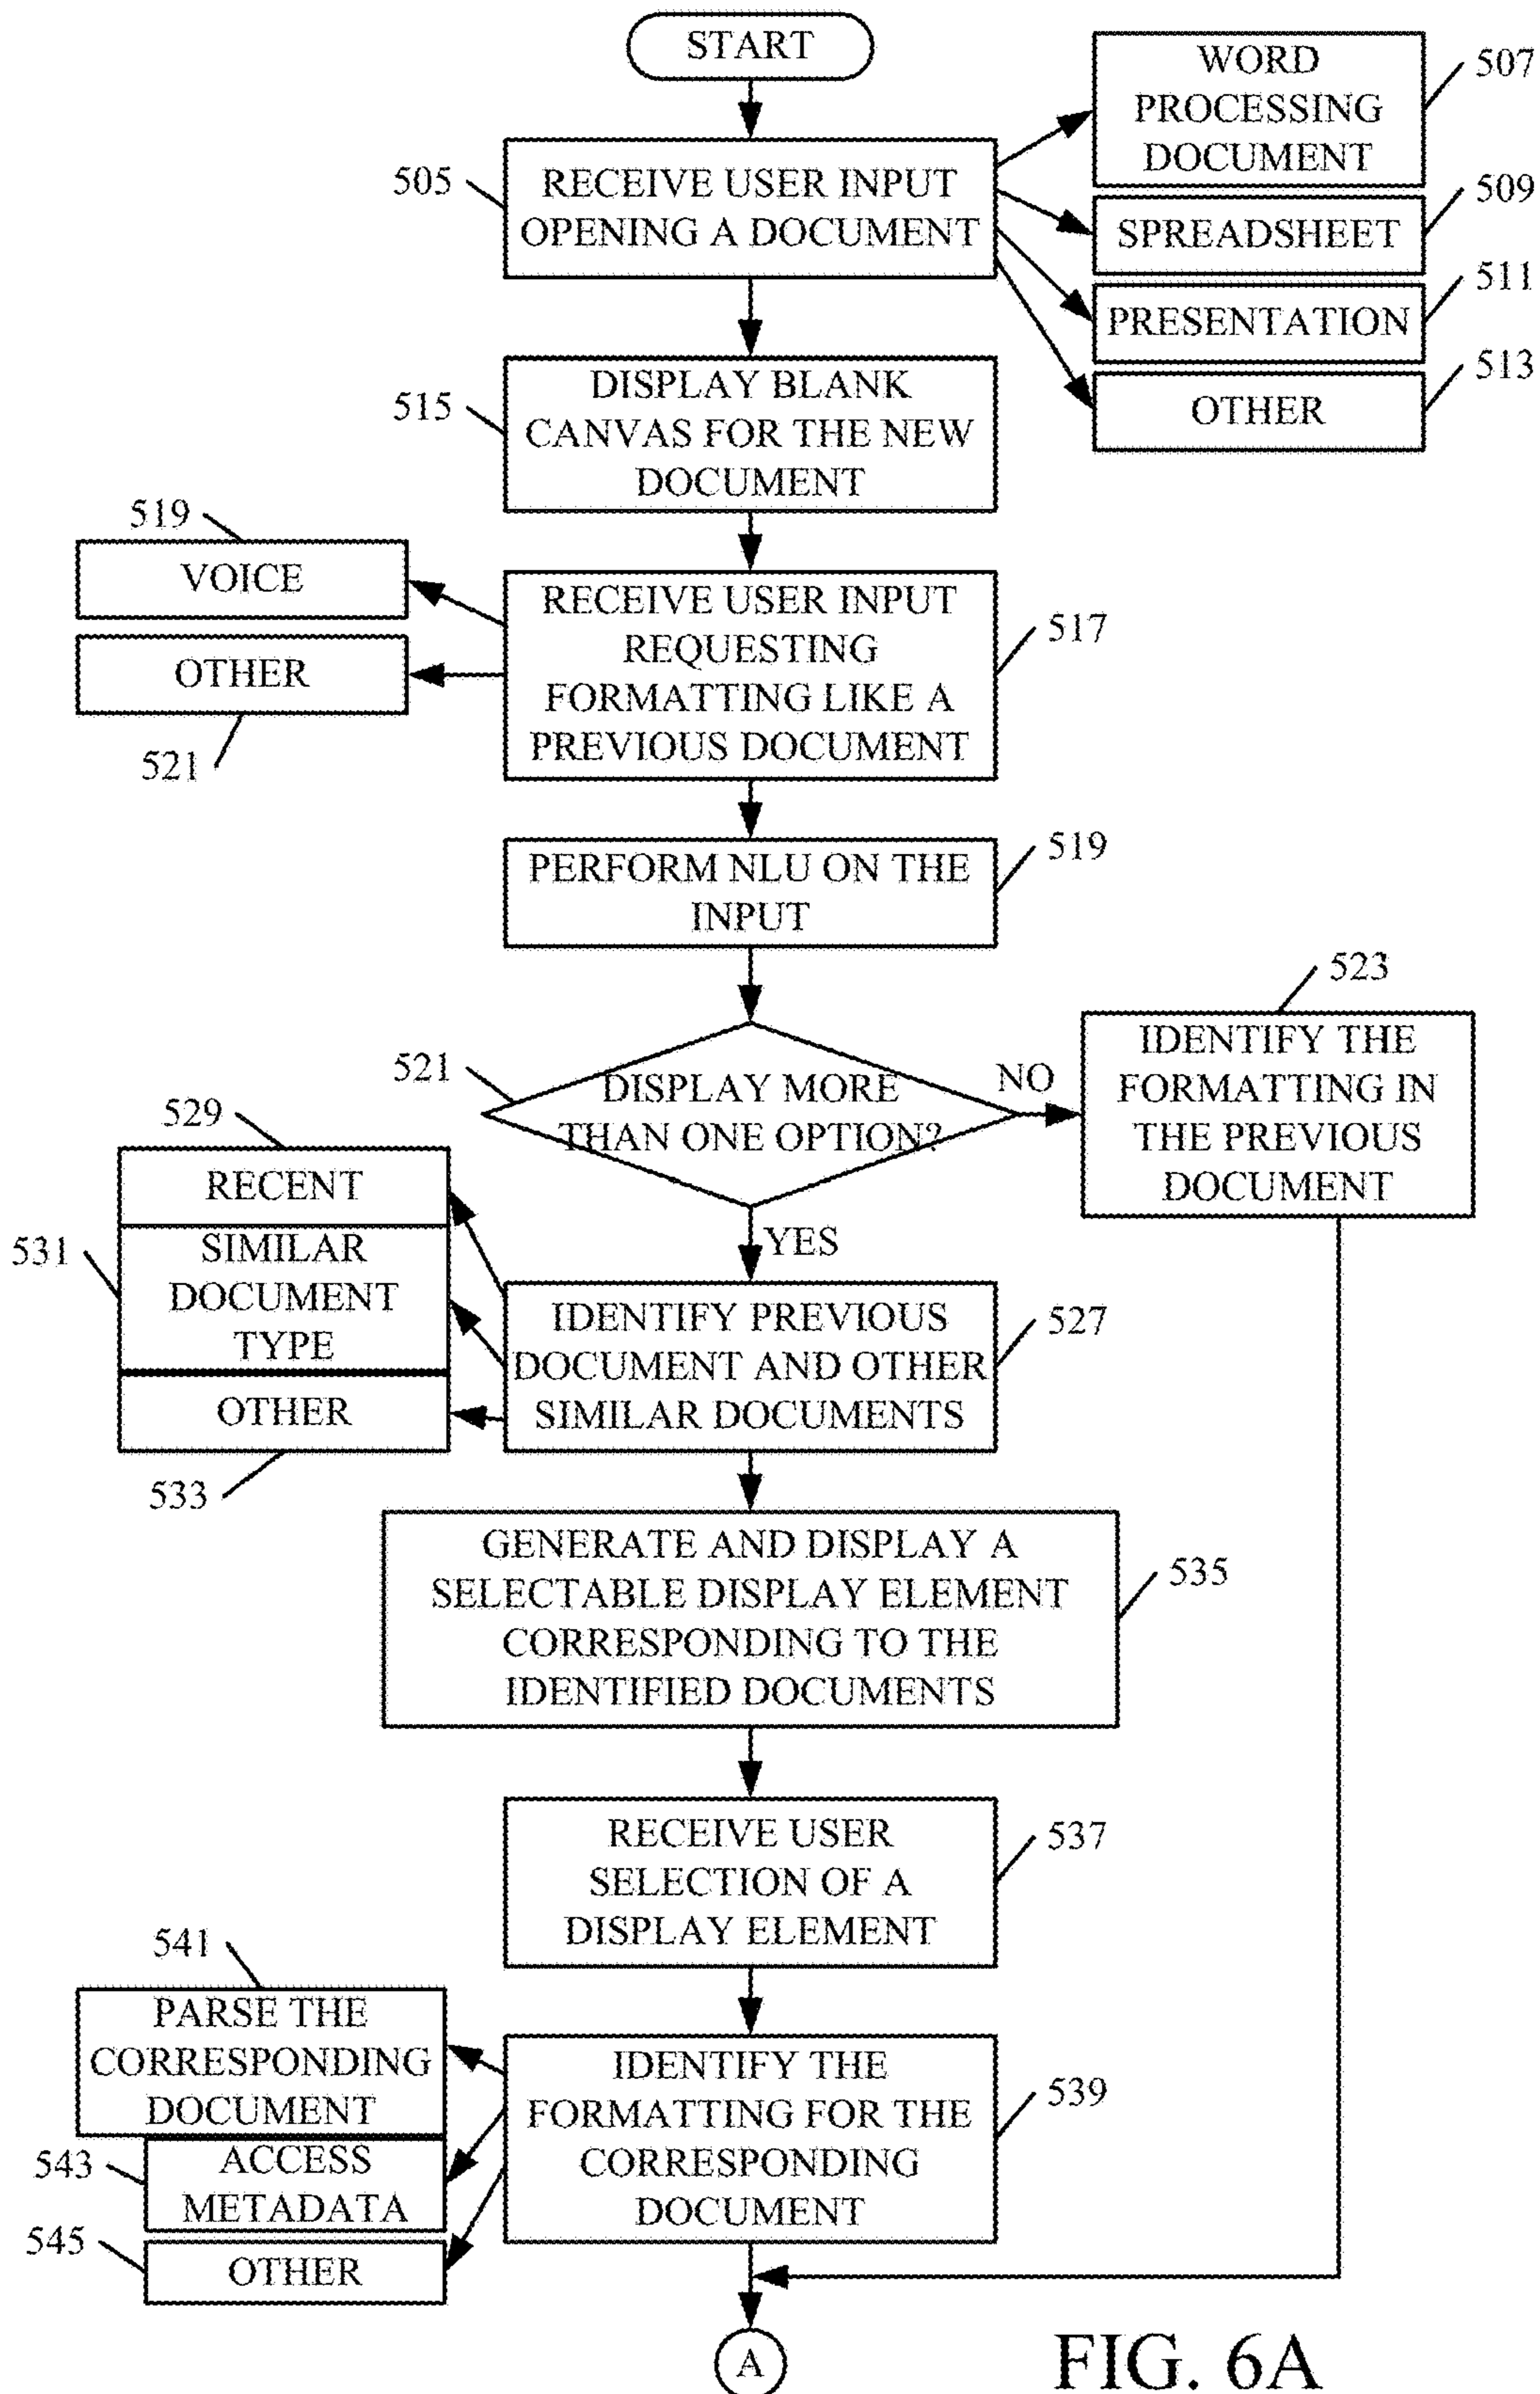 START
505
RECEIVE USER INPUT
OPENING A DOCUMENT
WORD
PROCESSING
DOCUMENT
507
SPREADSHEET
509
PRESENTATION
511
OTHER
513
515
DISPLAY BLANK
CANVAS FOR THE NEW
DOCUMENT
519
VOICE
OTHER
521
RECEIVE USER INPUT
REQUESTING
FORMATTING LIKE A
PREVIOUS DOCUMENT
517
PERFORM NLU ON THE
INPUT
519
521
DISPLAY MORE
THAN ONE OPTION?
NO
523
IDENTIFY THE
FORMATTING IN
THE PREVIOUS
DOCUMENT
YES
529
RECENT
531
SIMILAR
DOCUMENT
TYPE
OTHER
533
IDENTIFY PREVIOUS
DOCUMENT AND OTHER
SIMILAR DOCUMENTS
527
GENERATE AND DISPLAY A
SELECTABLE DISPLAY ELEMENT
CORRESPONDING TO THE
IDENTIFIED DOCUMENTS
535
RECEIVE USER
SELECTION OF A
DISPLAY ELEMENT
537
541
PARSE THE
CORRESPONDING
DOCUMENT
543
ACCESS
METADATA
545
OTHER
IDENTIFY THE
FORMATTING FOR THE
CORRESPONDING
DOCUMENT
539
A
FIG. 6A